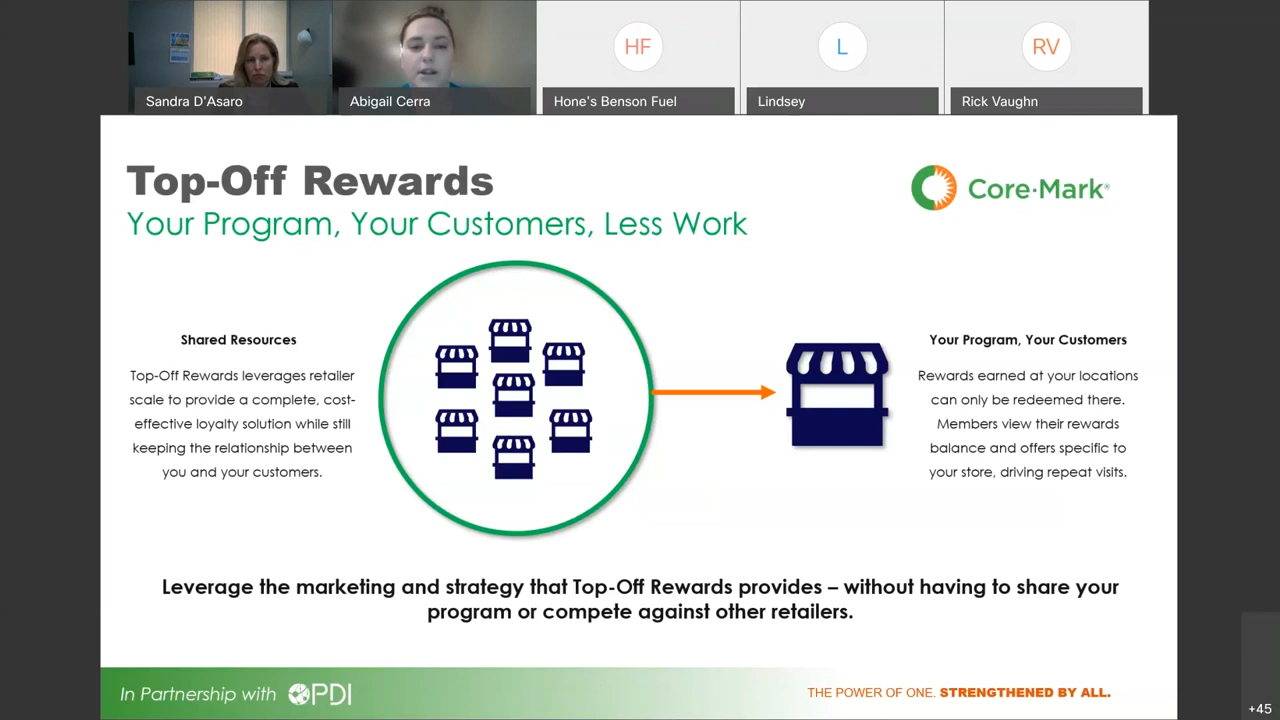 Sandra D'Asaro
Abigail Cerra
HF
Hone's Benson Fuel
L
Lindsey
RV
Rick Vaughn
Top-Off Rewards
Your Program, Your Customers, Less Work
Core-Mark®
Shared Resources
Top-Off Rewards leverages retailer
scale to provide a complete, cost-
effective loyalty solution while still
keeping the relationship between
you and your customers.
Your Program, Your Customers
Rewards earned at your locations
can only be redeemed there.
Members view their rewards
balance and offers specific to
your store, driving repeat visits.
Leverage the marketing and strategy that Top-Off Rewards provides – without having to share your
program or compete against other retailers.
In Partnership with PDI
THE POWER OF ONE. STRENGTHENED BY ALL.
+45